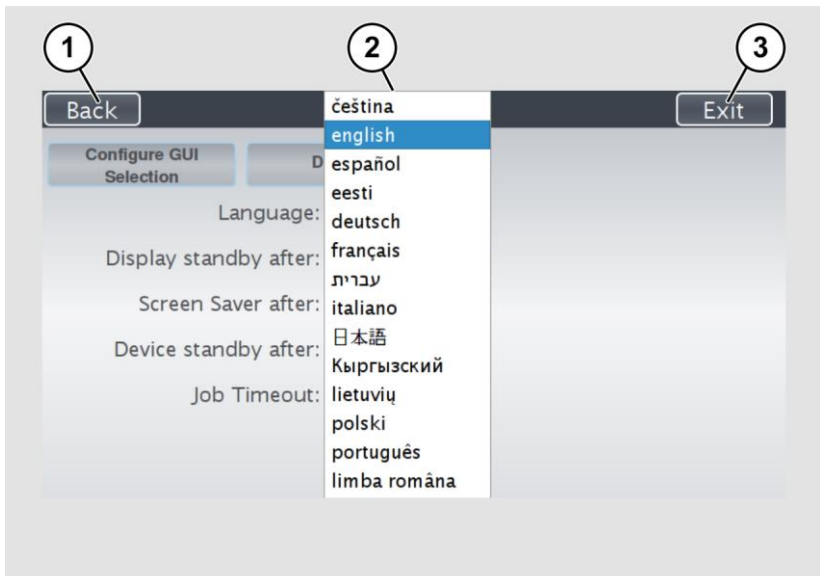 1
2
3
Back
Exit
Configure GUI
Selection
D
Language:
Display standby after:
Screen Saver after:
Device standby after:
Job Timeout:
čeština
english
español
eesti
deutsch
français
עברית
italiano
日本語
Кыргызский
lietuvių
polski
português
limba româna